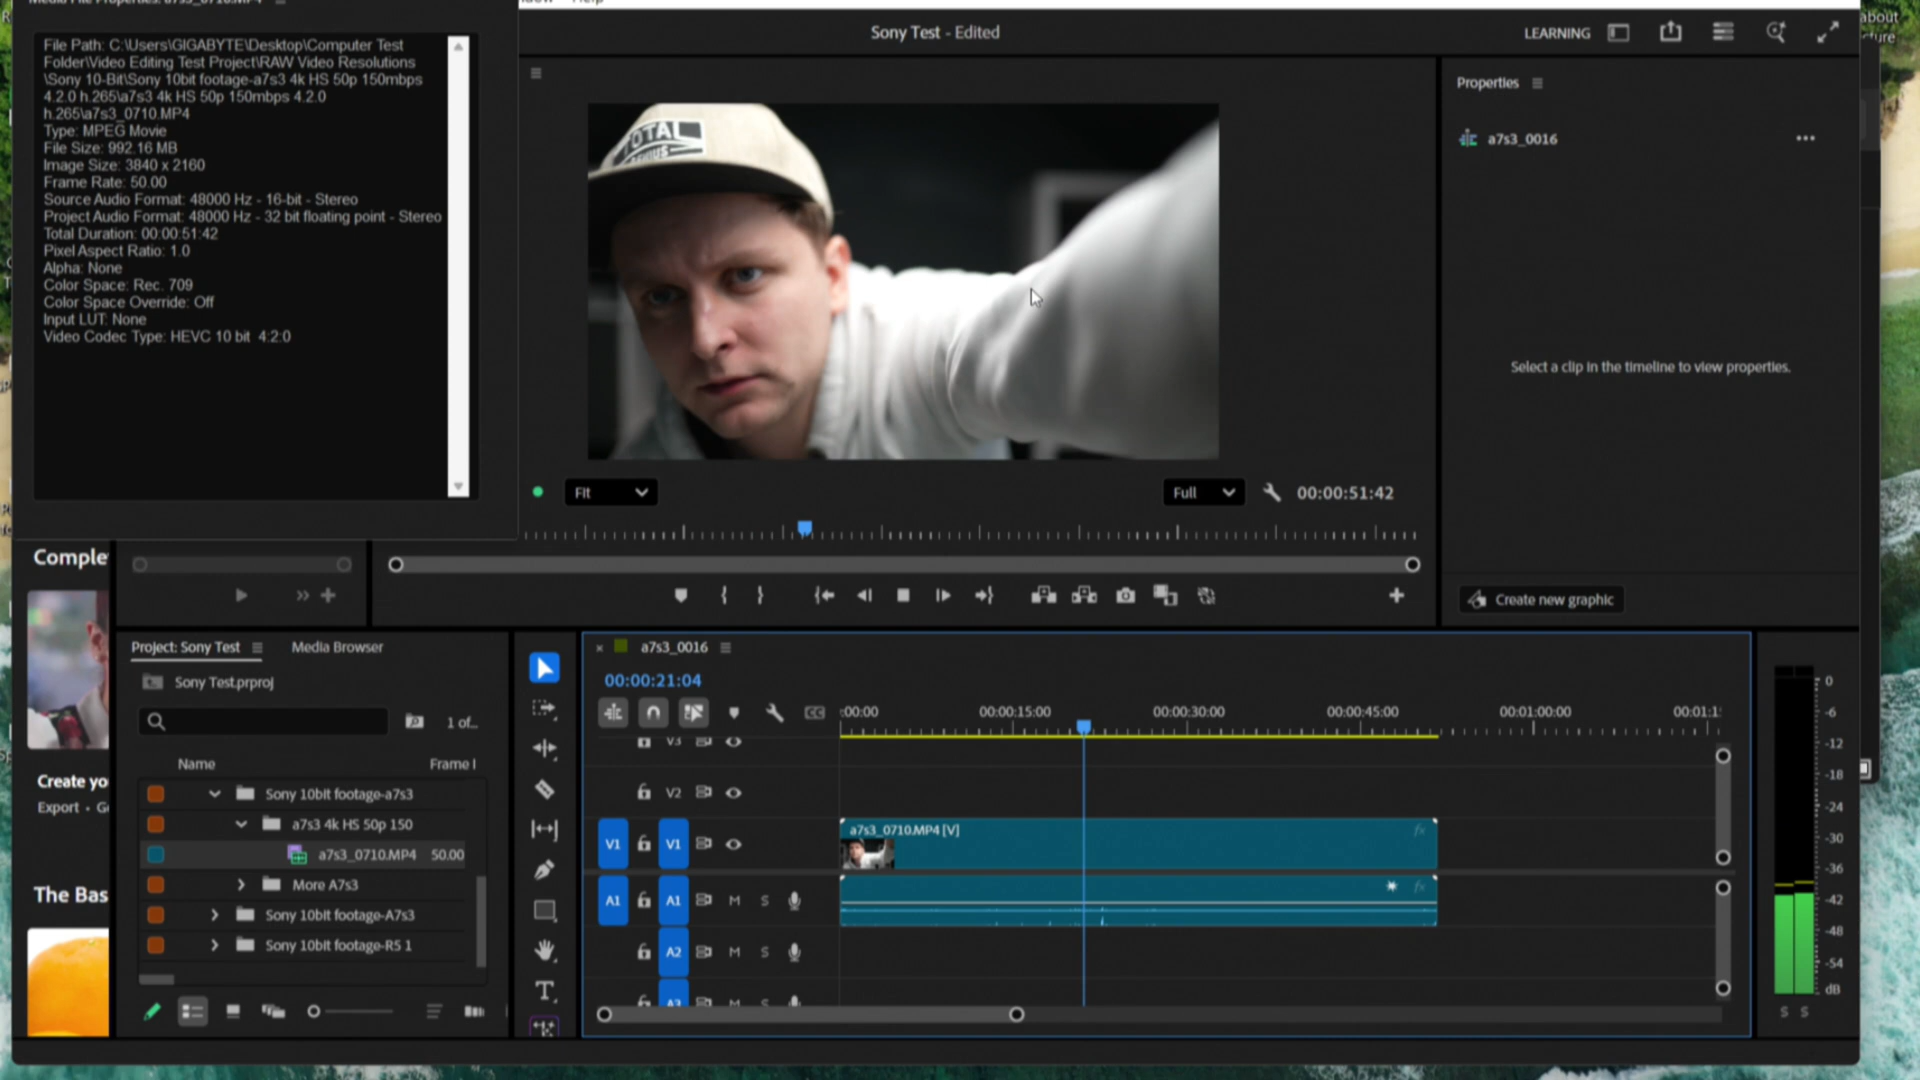 Media File Properties: a7s3_0710.MP4
File Path: C:\Users\GIGABYTE\Desktop\Computer Test
Folder\Video Editing Test Project\RAW Video Resolutions
\Sony 10-Bit\Sony 10bit footage-a7s3 4k HS 50p 150mbps
4.2.0 h.265\a7s3 4k HS 50p 150mbps 4.2.0
h.265\a7s3_0710.MP4
Type: MPEG Movie
File Size: 992.16 MB
Image Size: 3840 x 2160
Frame Rate: 50.00
Source Audio Format: 48000 Hz - 16-bit - Stereo
Project Audio Format: 48000 Hz - 32 bit floating point - Stereo
Total Duration: 00:00:51:42
Pixel Aspect Ratio: 1.0
Alpha: None
Color Space: Rec. 709
Color Space Override: Off
Input LUT: None
Video Codec Type: HEVC 10 bit 4:2:0
Help
Sony Test - Edited
LEARNING
about
TOTAL
Properties
a7s3_0016
...
Select a clip in the timeline to view properties.
Create new graphic
Fit
Full
00:00:51:42
Comple
Create yo
Export • G
The Bas
Project: Sony Test
Media Browser
Sony Test.prproj
1 of...
Name
Frame I
Sony 10bit footage-a7s3
a7s3 4k HS 50p 150
a7s3_0710.MP4 50.00
More A7s3
Sony 10bit footage-A7s3
Sony 10bit footage-R5 1
T
a7s3_0016
00:00:21:04
CC
:00:00
00:00:15:00
00:00:30:00
00:00:45:00
00:01:00:00
00:01:1
V3
V2
V1 V1
a7s3_0710.MP4 [V]
fx
A1 A1 M S
fx
A2 M S
A3 M S
0
-6
-12
-18
-24
-30
-36
-42
-48
-54
dB
S S